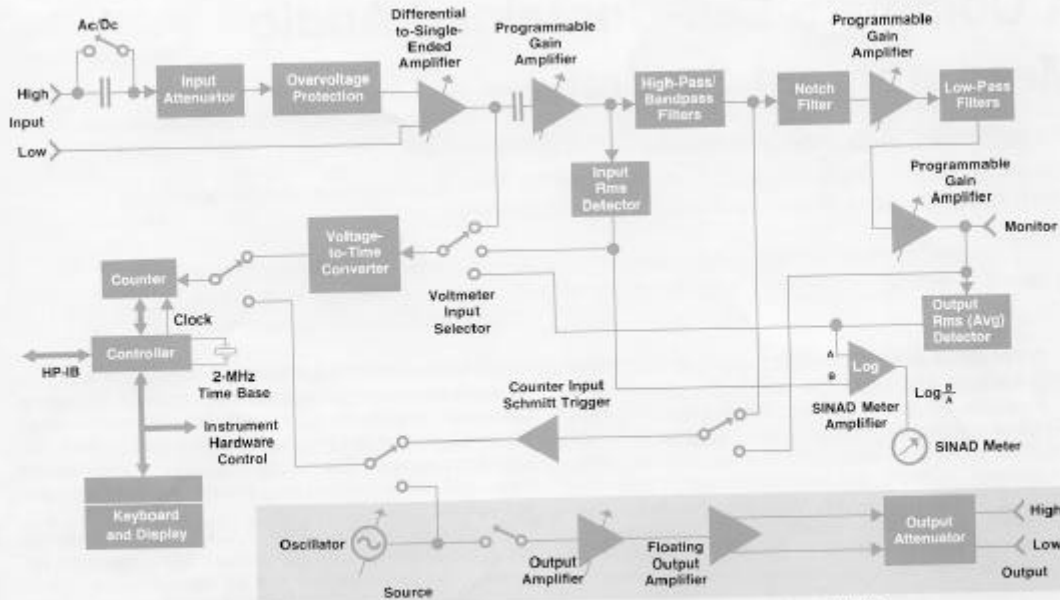 Ac/Dc
High
Input
Low
Input
Attenuator
Overvoltage
Protection
Differential
to-Single-
Ended
Amplifier
Programmable
Gain
Amplifier
High-Pass/
Bandpass
Filters
Notch
Filter
Programmable
Gain
Amplifier
Low-Pass
Filters
Input
Rms
Detector
Programmable
Gain
Amplifier
Monitor
Voltage-
to-Time
Converter
Voltmeter
Input
Selector
Output
Rms (Avg)
Detector
Counter
Clock
Controller
HP-IB
2-MHz
Time Base
Instrument
Hardware
Control
Keyboard
and Display
Counter Input
Schmitt Trigger
A
B
Log
Log B/A
SINAD Meter
Amplifier
SINAD Meter
Oscillator
Source
Output
Amplifier
Floating
Output
Amplifier
Output
Attenuator
High
Low
Output